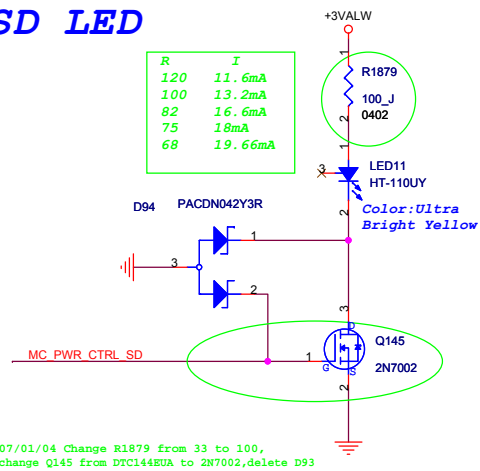 SD LED
+3VALW
R I
120 11.6mA
100 13.2mA
82 16.6mA
75 18mA
68 19.66mA
1
R1879
100_J
0402
2
1
3
LED11
HT-110UY
2
Color:Ultra
Bright Yellow
D94 PACDN042Y3R
1
3
2
3
D
Q145
MC_PWR_CTRL_SD
1
G
S
2N7002
2
07/01/04 Change R1879 from 33 to 100,
change Q145 from DTC144EUA to 2N7002,delete D93